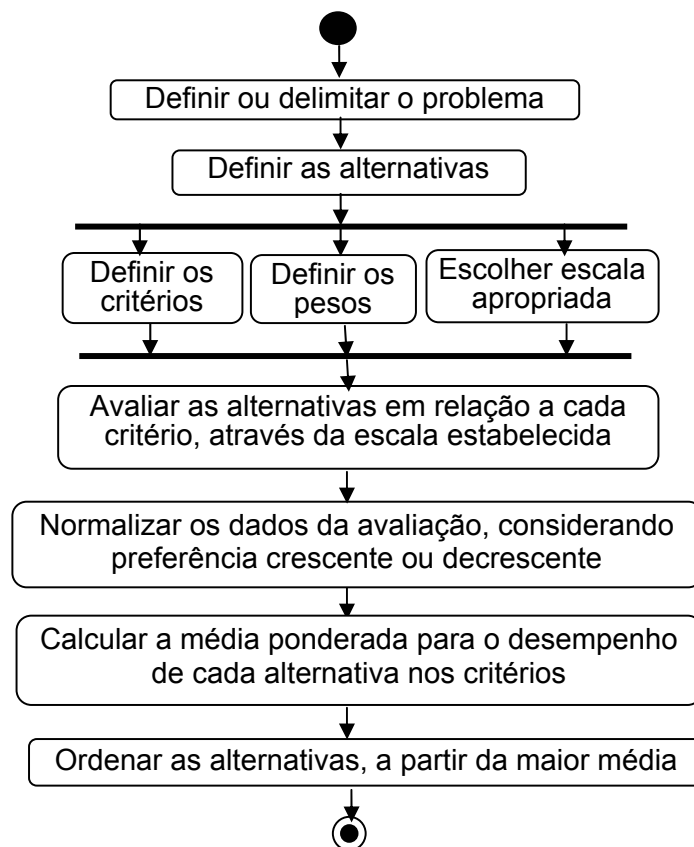 Definir ou delimitar o problema
Definir as alternativas
Definir os
critérios
Definir os
pesos
Escolher escala
apropriada
Avaliar as alternativas em relação a cada
critério, através da escala estabelecida
Normalizar os dados da avaliação, considerando
preferência crescente ou decrescente
Calcular a média ponderada para o desempenho
de cada alternativa nos critérios
Ordenar as alternativas, a partir da maior média